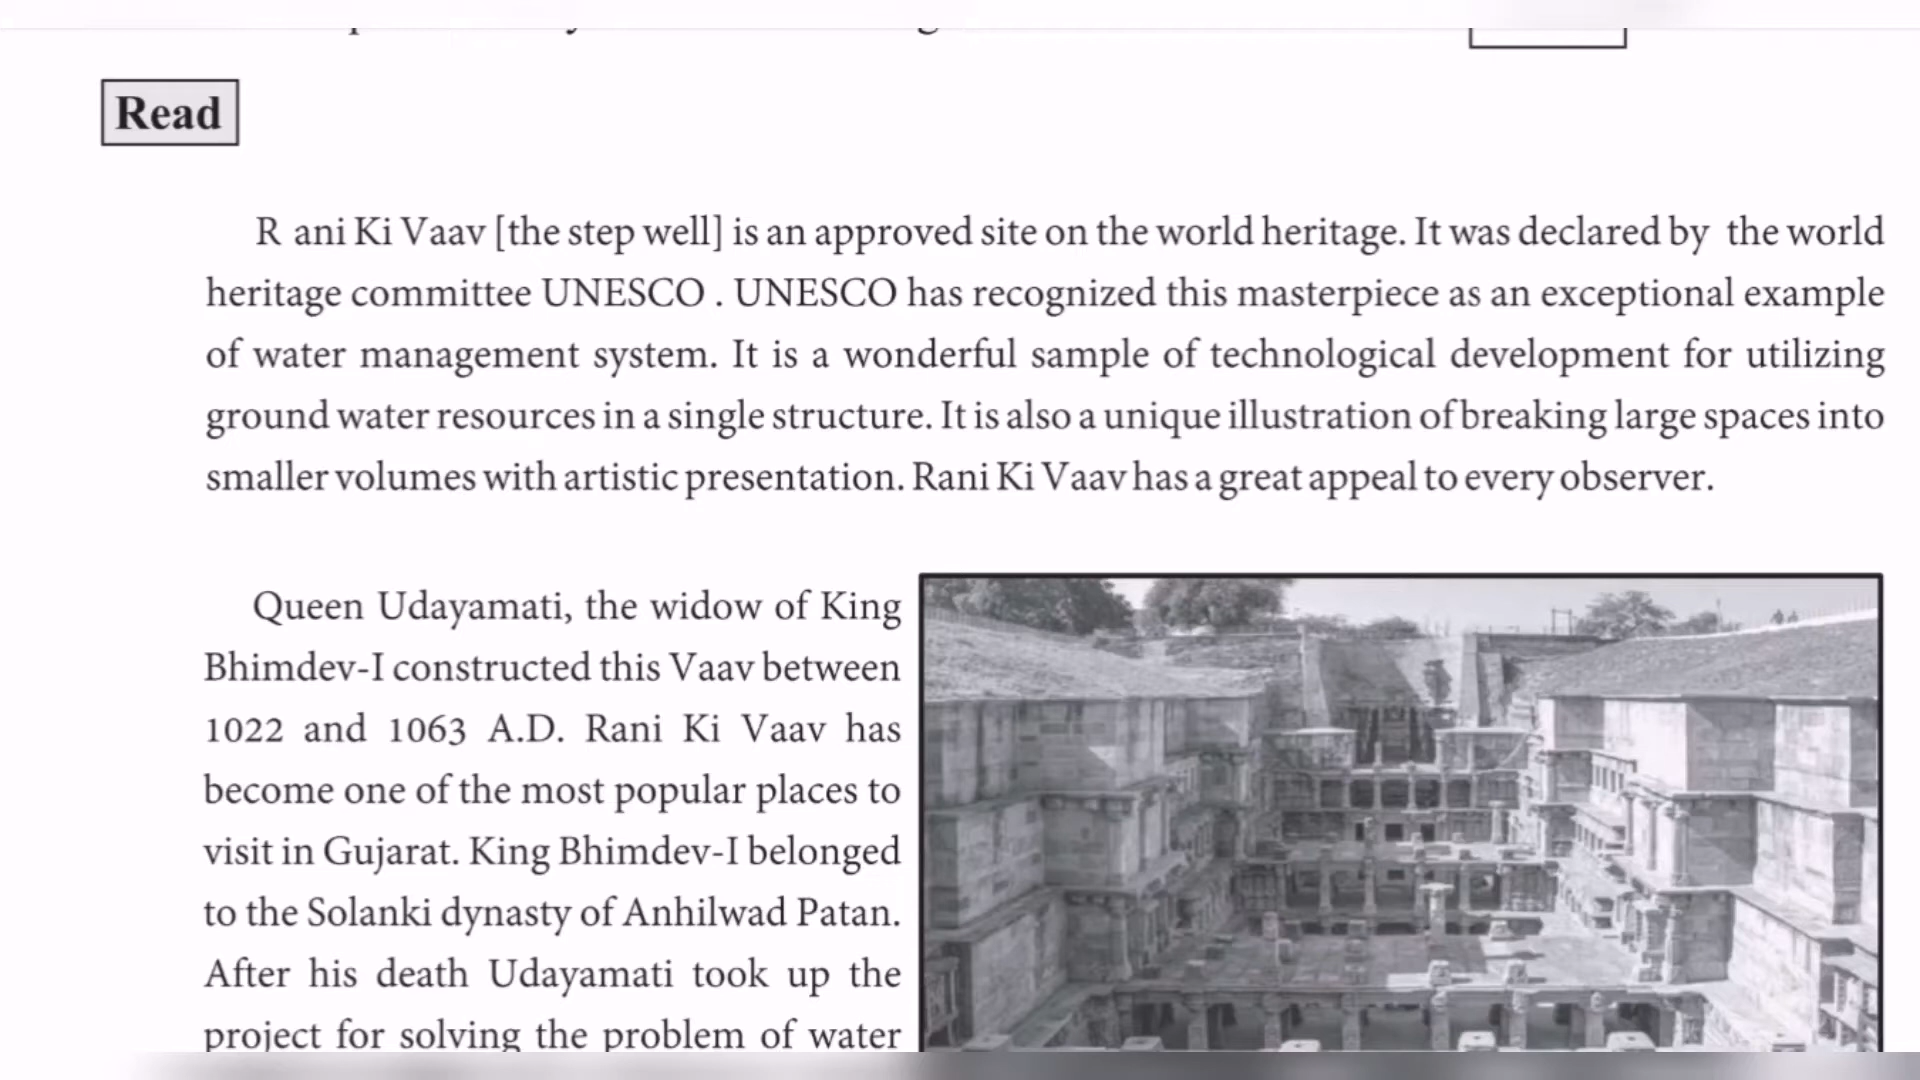 Read
R ani Ki Vaav [the step well] is an approved site on the world heritage. It was declared by the world
heritage committee UNESCO . UNESCO has recognized this masterpiece as an exceptional example
of water management system. It is a wonderful sample of technological development for utilizing
ground water resources in a single structure. It is also a unique illustration of breaking large spaces into
smaller volumes with artistic presentation. Rani Ki Vaav has a great appeal to every observer.
Queen Udayamati, the widow of King
Bhimdev-I constructed this Vaav between
1022 and 1063 A.D. Rani Ki Vaav has
become one of the most popular places to
visit in Gujarat. King Bhimdev-I belonged
to the Solanki dynasty of Anhilwad Patan.
After his death Udayamati took up the
project for solving the problem of water